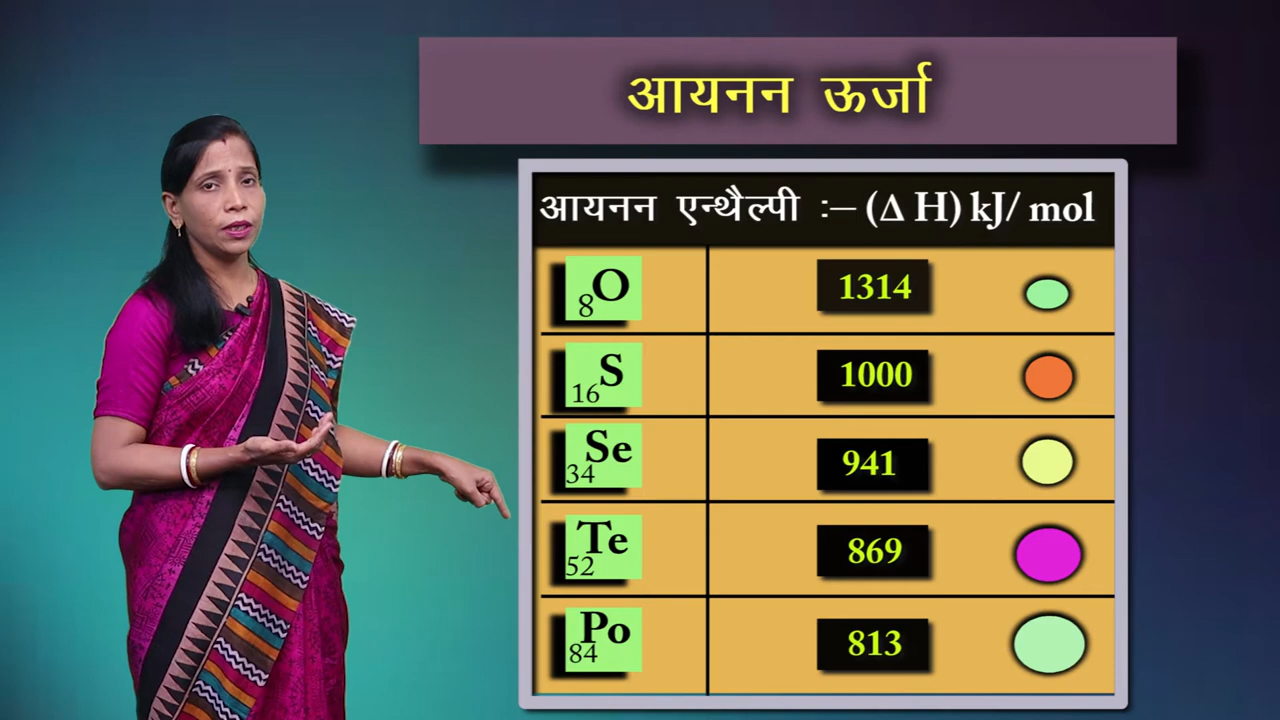 आयनन ऊर्जा
आयनन एन्थैल्पी :– (Δ H) kJ/ mol
₈O 1314
₁₆S 1000
₃₄Se 941
₅₂Te 869
₈₄Po 813